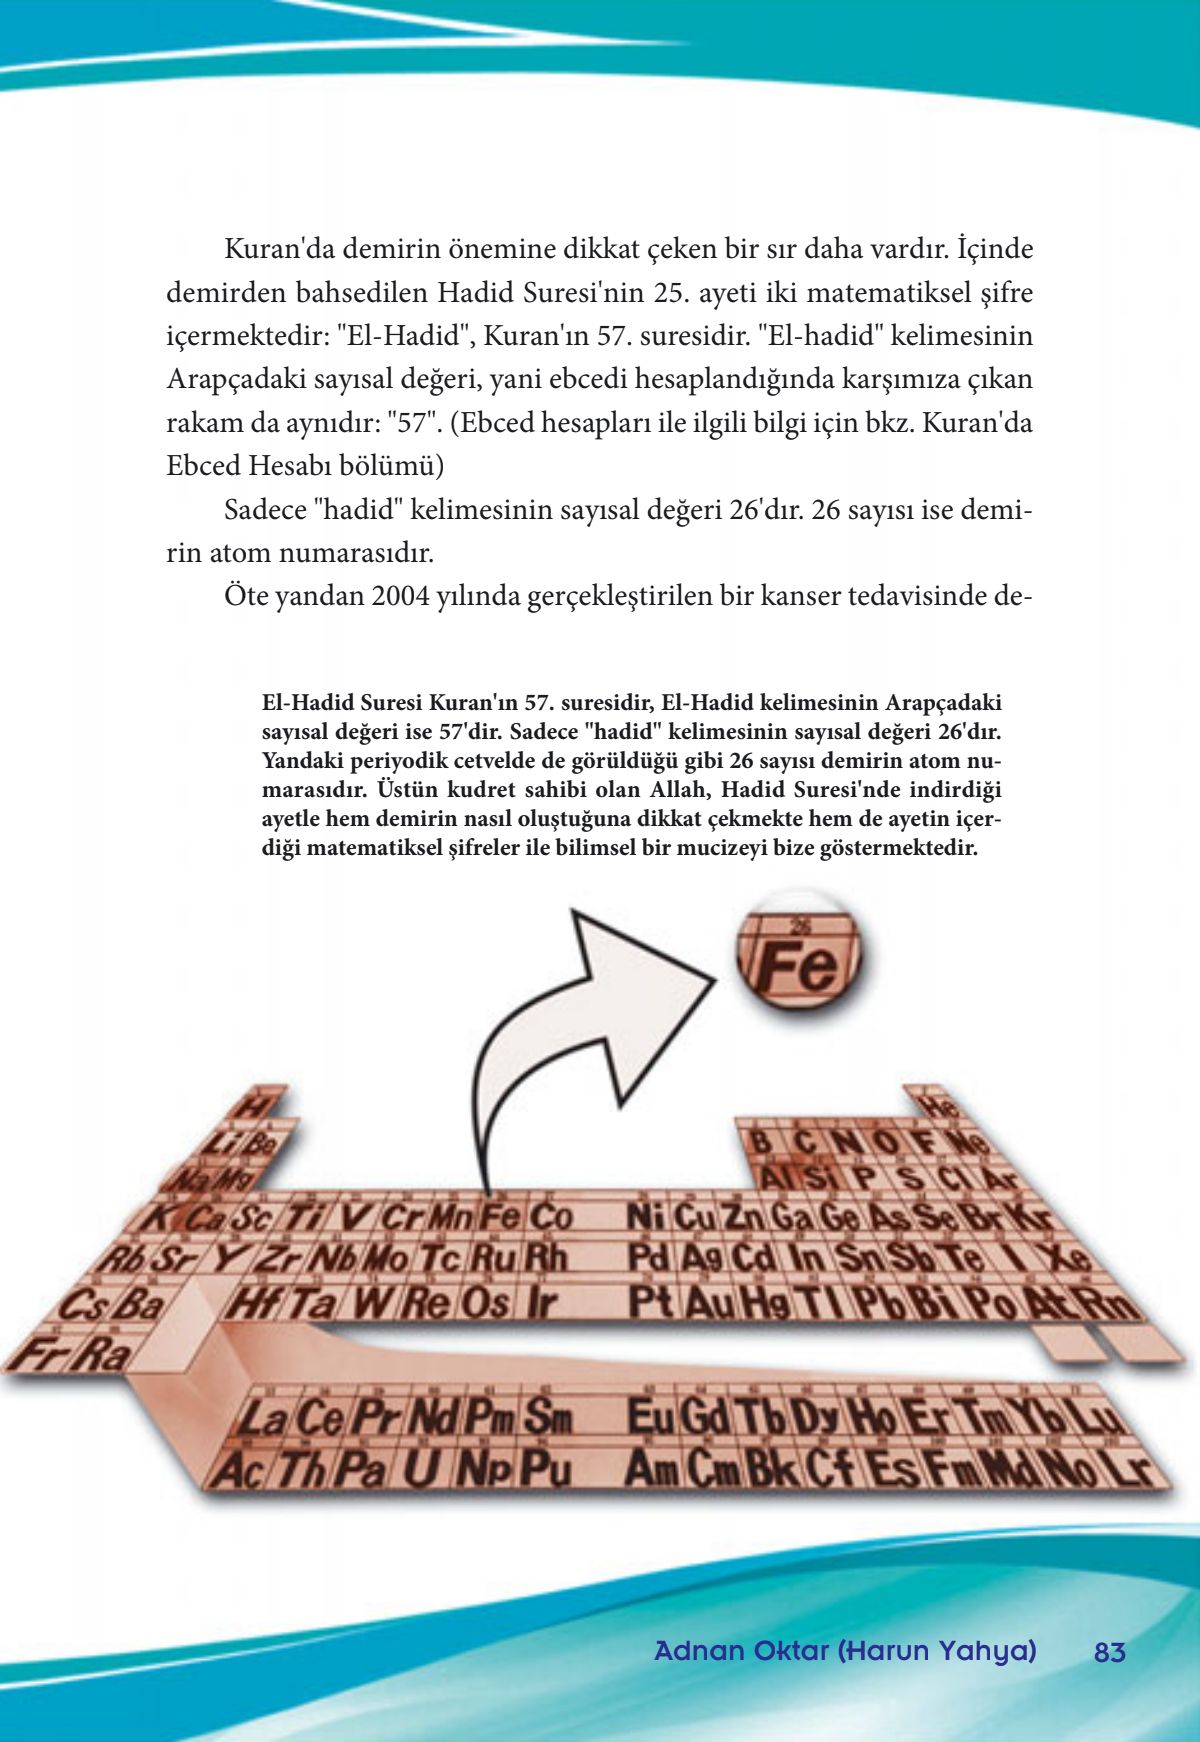 Kuran'da demirin önemine dikkat çeken bir sır daha vardır. İçinde
demirden bahsedilen Hadid Suresi'nin 25. ayeti iki matematiksel şifre
içermektedir: "El-Hadid", Kuran'ın 57. suresidir. "El-hadid" kelimesinin
Arapçadaki sayısal değeri, yani ebcedi hesaplandığında karşımıza çıkan
rakam da aynıdır: "57". (Ebced hesapları ile ilgili bilgi için bkz. Kuran'da
Ebced Hesabı bölümü)
Sadece "hadid" kelimesinin sayısal değeri 26'dır. 26 sayısı ise demi-
rin atom numarasıdır.
Öte yandan 2004 yılında gerçekleştirilen bir kanser tedavisinde de-
El-Hadid Suresi Kuran'ın 57. suresidir, El-Hadid kelimesinin Arapçadaki
sayısal değeri ise 57'dir. Sadece "hadid" kelimesinin sayısal değeri 26'dır.
Yandaki periyodik cetvelde de görüldüğü gibi 26 sayısı demirin atom nu-
marasıdır. Üstün kudret sahibi olan Allah, Hadid Suresi'nde indirdiği
ayetle hem demirin nasıl oluştuğuna dikkat çekmekte hem de ayetin içer-
diği matematiksel şifreler ile bilimsel bir mucizeyi bize göstermektedir.
26
Fe
H He
Li Be B C N O F Ne
Na Mg Al Si P S Cl Ar
K Ca Sc Ti V Cr Mn Fe Co Ni Cu Zn Ga Ge As Se Br Kr
Rb Sr Y Zr Nb Mo Tc Ru Rh Pd Ag Cd In Sn Sb Te I Xe
Cs Ba Hf Ta W Re Os Ir Pt Au Hg Tl Pb Bi Po At Rn
Fr Ra
La Ce Pr Nd Pm Sm Eu Gd Tb Dy Ho Er Tm Yb Lu
Ac Th Pa U Np Pu Am Cm Bk Cf Es Fm Md No Lr
Adnan Oktar (Harun Yahya) 83